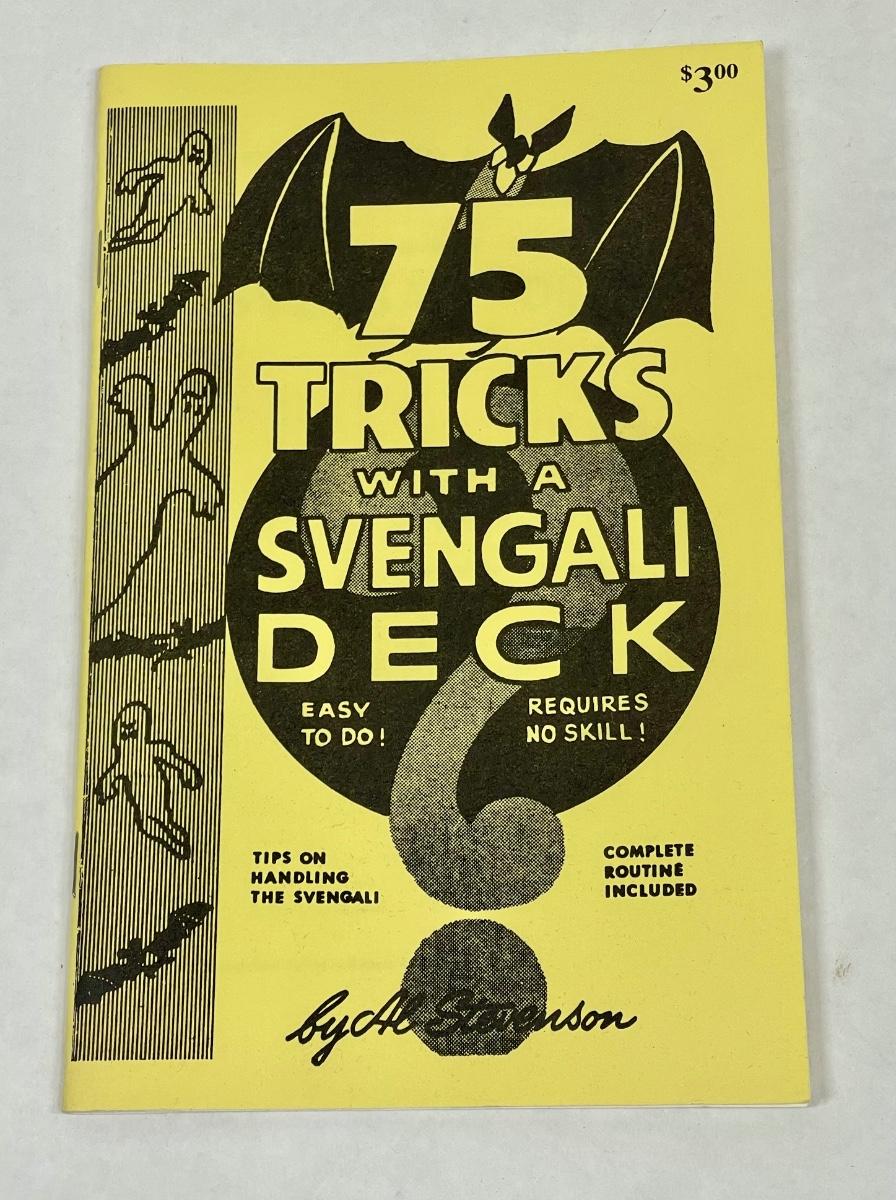 $3.00
75
TRICKS
WITH A
SVENGALI
DECK
EASY
TO DO!
REQUIRES
NO SKILL!
TIPS ON
HANDLING
THE SVENGALI
COMPLETE
ROUTINE
INCLUDED
by Al Stevenson